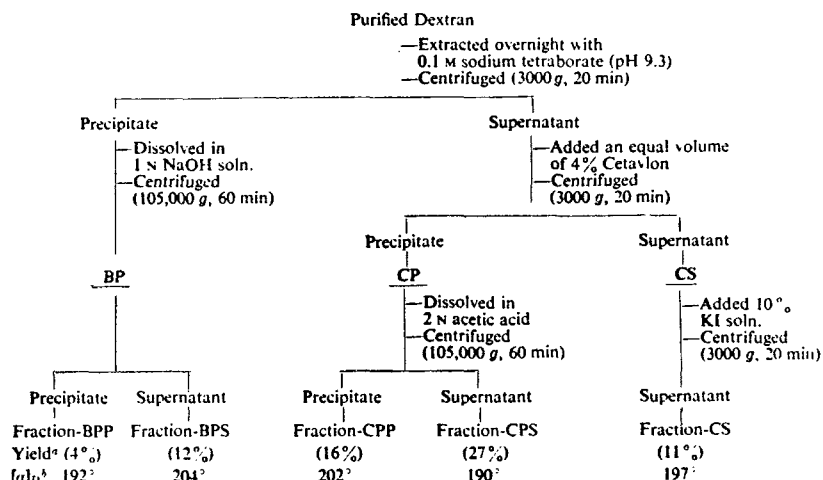 Purified Dextran
—Extracted overnight with
0.1 M sodium tetraborate (pH 9.3)
—Centrifuged (3000 g, 20 min)
Precipitate
Supernatant
—Dissolved in
1 N NaOH soln.
—Centrifuged
(105,000 g, 60 min)
—Added an equal volume
of 4% Cetavlon
—Centrifuged
(3000 g, 20 min)
Precipitate
Supernatant
BP
CP
CS
—Dissolved in
2 N acetic acid
—Centrifuged
(105,000 g, 60 min)
—Added 10%
KI soln.
—Centrifuged
(3000 g, 20 min)
Precipitate Supernatant Precipitate Supernatant Supernatant
Fraction-BPP Fraction-BPS Fraction-CPP Fraction-CPS Fraction-CS
Yieldᵃ (4%) (12%) (16%) (27%) (11%)
[α]ᴅᵇ 192° 204° 202° 190° 197°